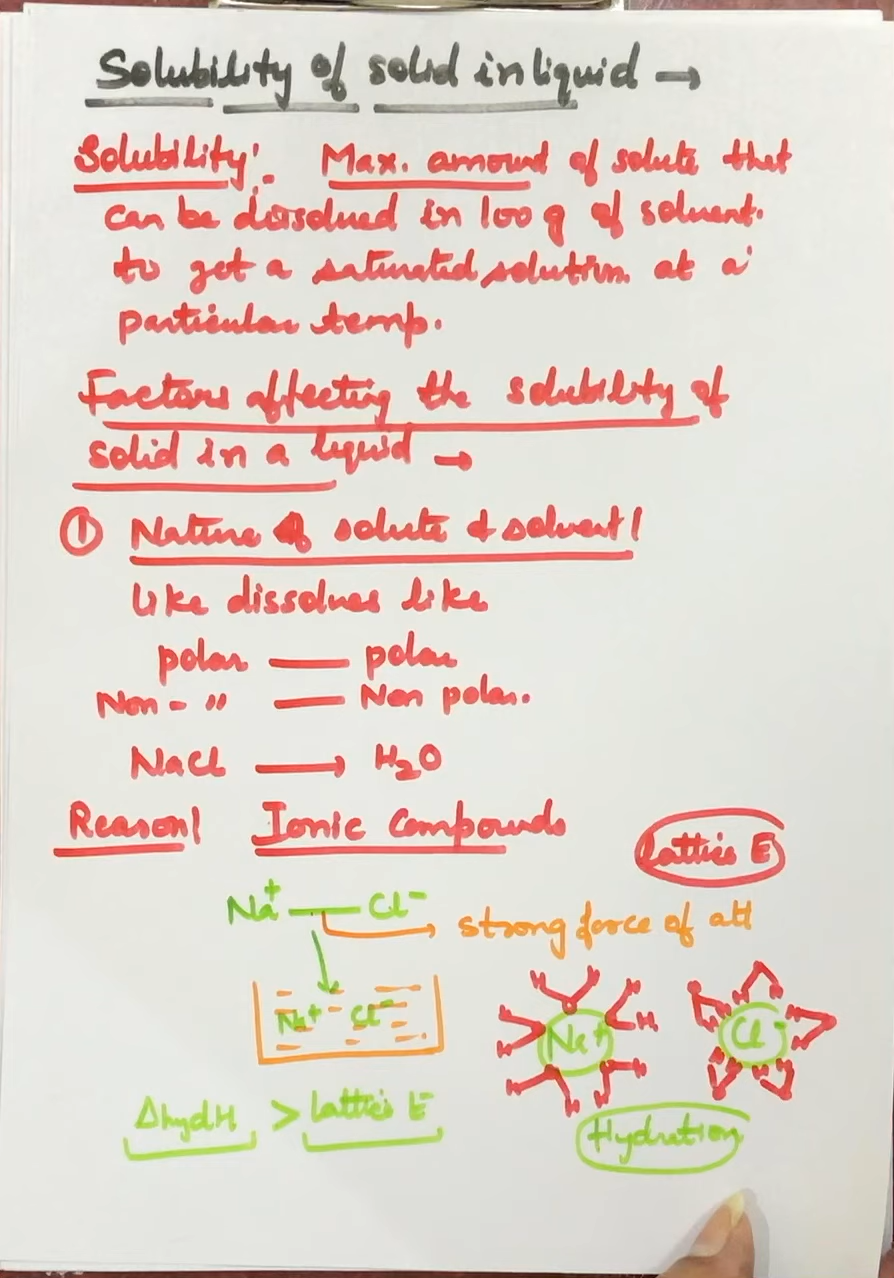 Solubility of solid in liquid →
Solubility:- Max. amount of solute that
can be dissolved in 100 g of solvent.
to get a saturated solution at a
particular temp.
Factors affecting the solubility of
solid in a liquid →
① Nature of solute & solvent!
Like dissolves like
polar — polar
Non - " — Non polar.
NaCl → H₂O
Reason! Ionic Compounds
Lattice E
Na⁺ — Cl⁻ → strong force of att
Na⁺ Cl⁻
Na⁺ Cl⁻
ΔhydH > Lattice E
Hydration